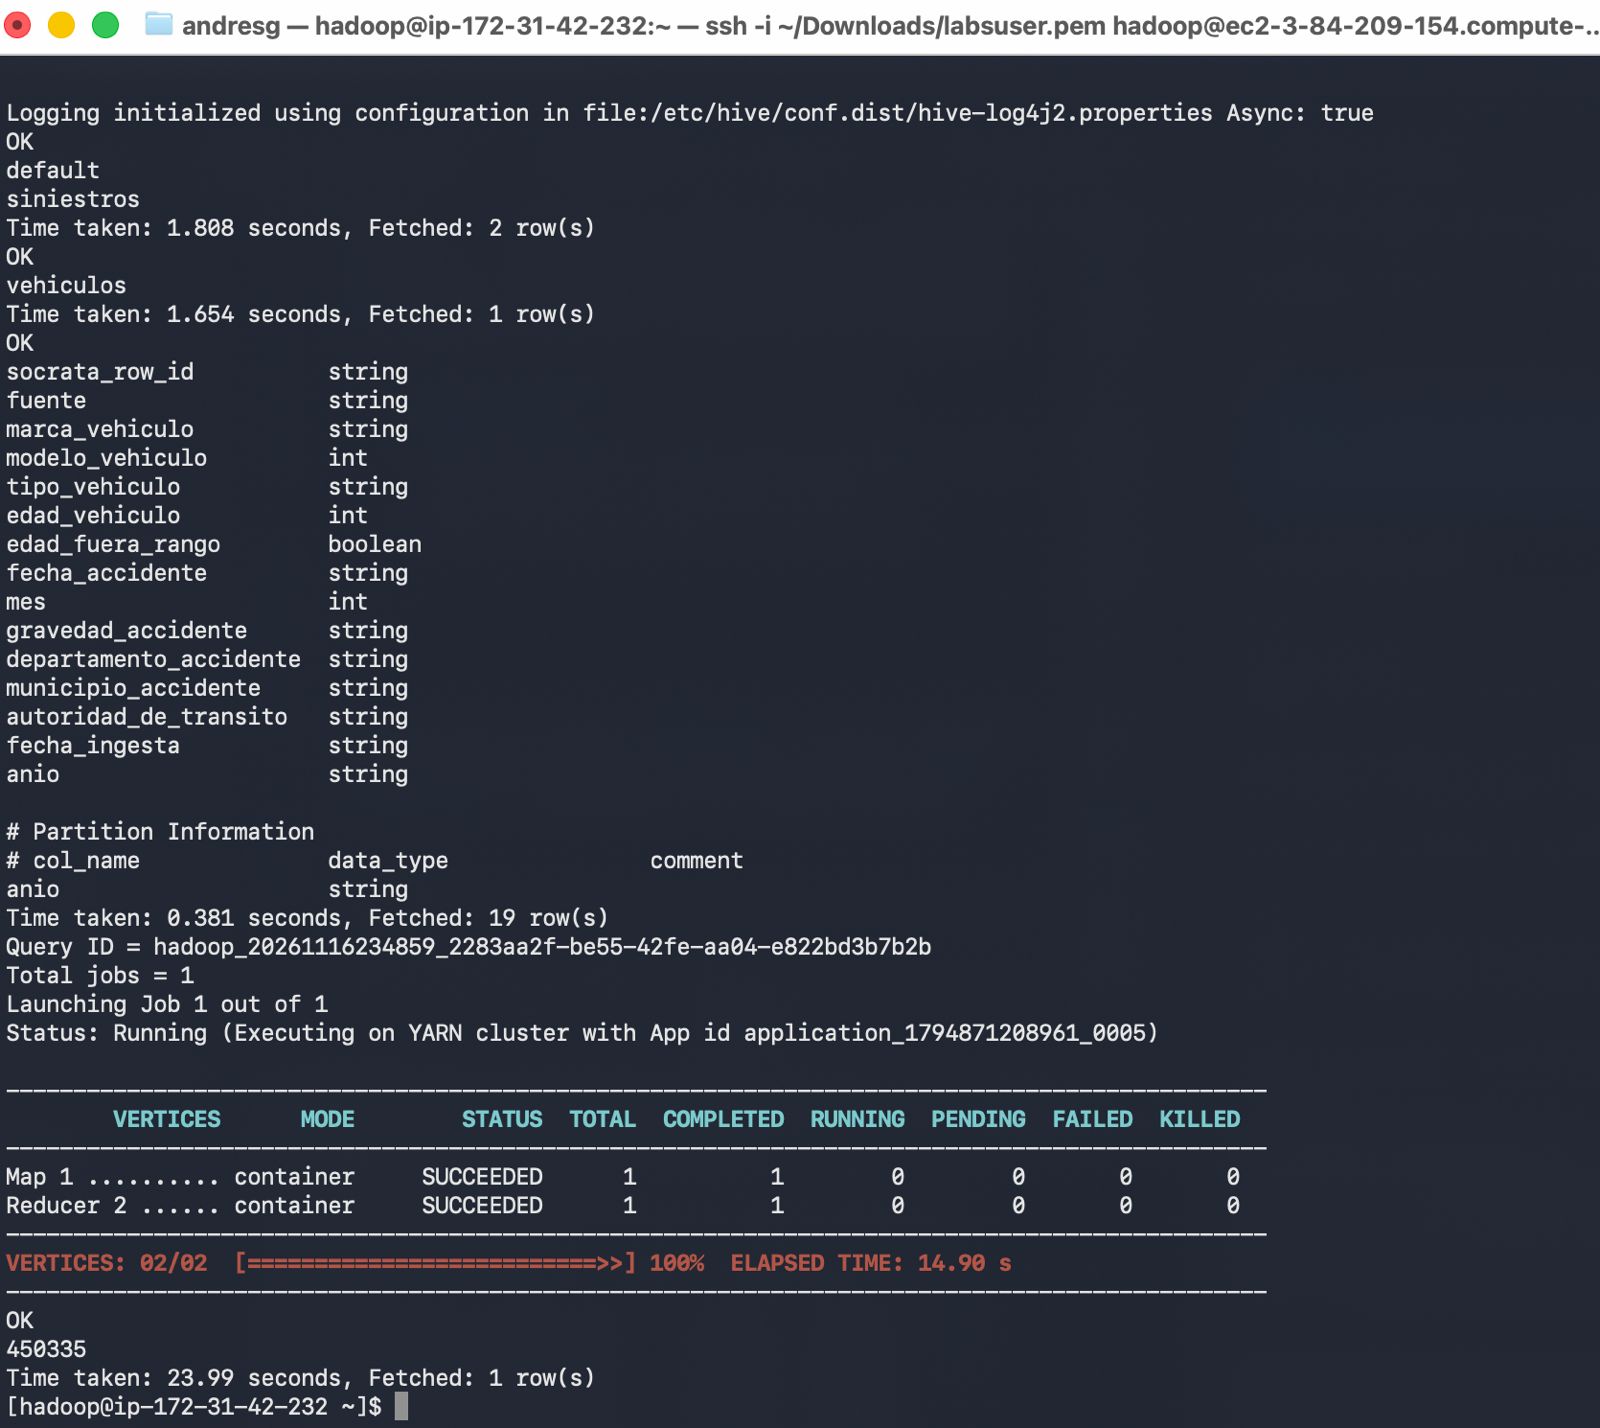 andresg — hadoop@ip-172-31-42-232:~ — ssh -i ~/Downloads/labsuser.pem hadoop@ec2-3-84-209-154.compute-...
Logging initialized using configuration in file:/etc/hive/conf.dist/hive-log4j2.properties Async: true
OK
default
siniestros
Time taken: 1.808 seconds, Fetched: 2 row(s)
OK
vehiculos
Time taken: 1.654 seconds, Fetched: 1 row(s)
OK
socrata_row_id          string
fuente                  string
marca_vehiculo          string
modelo_vehiculo         int
tipo_vehiculo           string
edad_vehiculo           int
edad_fuera_rango        boolean
fecha_accidente         string
mes                     int
gravedad_accidente      string
departamento_accidente  string
municipio_accidente     string
autoridad_de_transito   string
fecha_ingesta           string
anio                    string

# Partition Information
# col_name              data_type               comment
anio                    string
Time taken: 0.381 seconds, Fetched: 19 row(s)
Query ID = hadoop_20261116234859_2283aa2f-be55-42fe-aa04-e822bd3b7b2b
Total jobs = 1
Launching Job 1 out of 1
Status: Running (Executing on YARN cluster with App id application_1794871208961_0005)

----------------------------------------------------------------------------------------------
        VERTICES      MODE        STATUS  TOTAL  COMPLETED  RUNNING  PENDING  FAILED  KILLED
----------------------------------------------------------------------------------------------
Map 1 .......... container     SUCCEEDED      1          1        0        0       0       0
Reducer 2 ...... container     SUCCEEDED      1          1        0        0       0       0
----------------------------------------------------------------------------------------------
VERTICES: 02/02  [==========================>>] 100%  ELAPSED TIME: 14.90 s
----------------------------------------------------------------------------------------------
OK
450335
Time taken: 23.99 seconds, Fetched: 1 row(s)
[hadoop@ip-172-31-42-232 ~]$